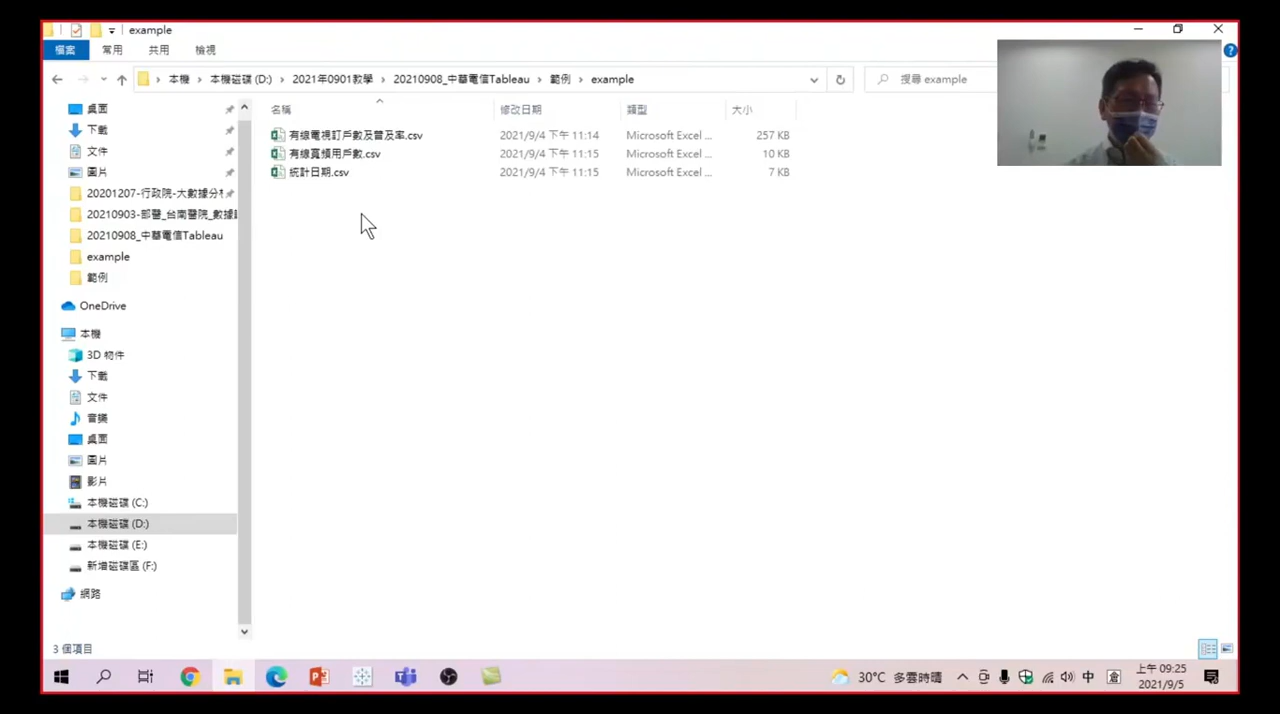 example
檔案 常用 共用 檢視
本機 › 本機磁碟 (D:) › 2021年0901教學 › 20210908_中華電信Tableau › 範例 › example
搜尋 example
名稱 修改日期 類型 大小
有線電視訂戶數及普及率.csv 2021/9/4 下午 11:14 Microsoft Excel ... 257 KB
有線寬頻用戶數.csv 2021/9/4 下午 11:15 Microsoft Excel ... 10 KB
統計日期.csv 2021/9/4 下午 11:15 Microsoft Excel ... 7 KB
桌面
下載
文件
圖片
20201207-行政院-大數據分
20210903-部醫_台南醫院_數據
20210908_中華電信Tableau
example
範例
OneDrive
本機
3D 物件
下載
文件
音樂
桌面
圖片
影片
本機磁碟 (C:)
本機磁碟 (D:)
本機磁碟 (E:)
新增磁碟區 (F:)
網路
3 個項目
30°C 多雲時晴 中 倉 上午 09:25
2021/9/5